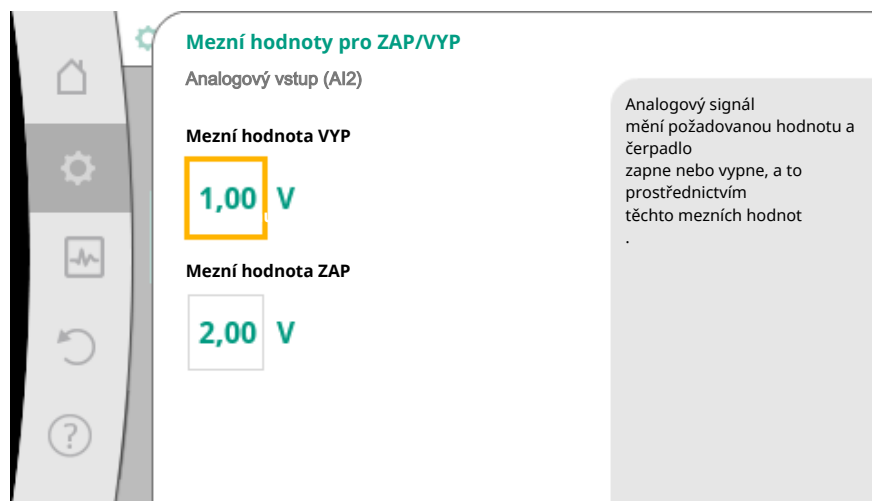 Mezní hodnoty pro ZAP/VYP
Analogový vstup (AI2)
Mezní hodnota VYP
1,00 V
Mezní hodnota ZAP
2,00 V
Analogový signál
mění požadovanou hodnotu a
čerpadlo
zapne nebo vypne, a to
prostřednictvím
těchto mezních hodnot
.
?